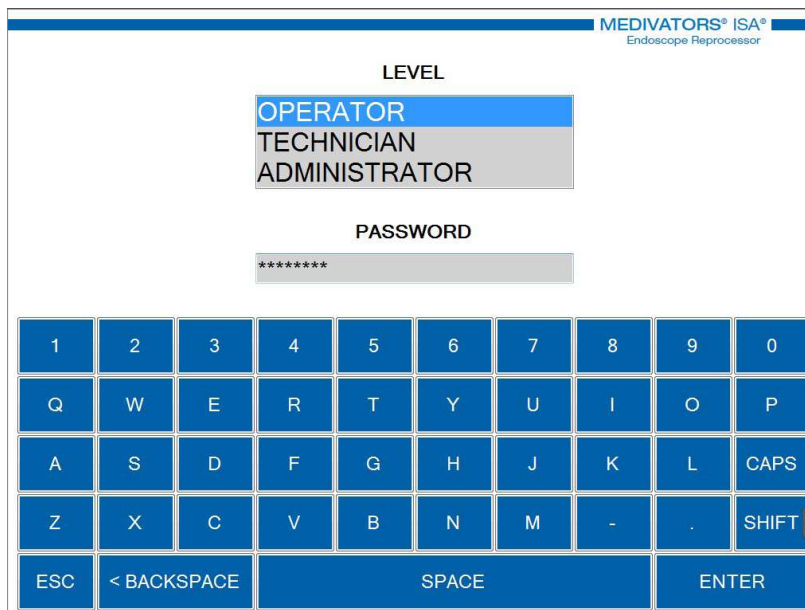 MEDIVATORS® ISA®
Endoscope Reprocessor
LEVEL
OPERATOR
TECHNICIAN
ADMINISTRATOR
PASSWORD
********
1 2 3 4 5 6 7 8 9 0
Q W E R T Y U I O P
A S D F G H J K L CAPS
Z X C V B N M - . SHIFT
ESC < BACKSPACE SPACE ENTER